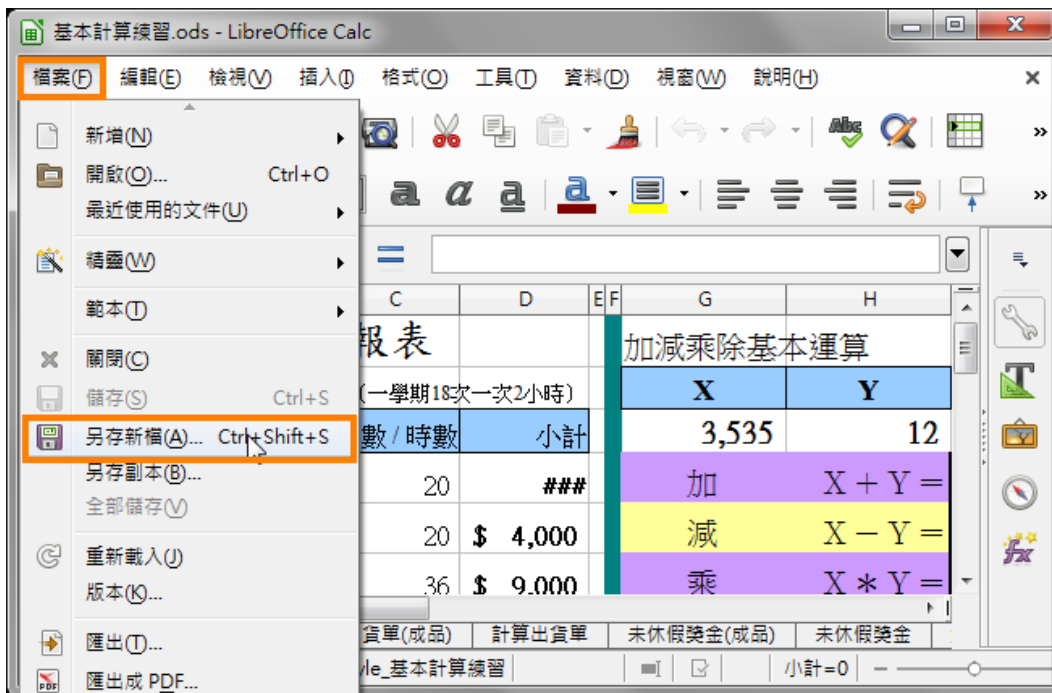 基本計算練習.ods - LibreOffice Calc
檔案(F) 編輯(E) 檢視(V) 插入(I) 格式(O) 工具(T) 資料(D) 視窗(W) 說明(H)
新增(N)
開啟(O)... Ctrl+O
最近使用的文件(U)
精靈(W)
範本(T)
關閉(C)
儲存(S) Ctrl+S
另存新檔(A)... Ctrl+Shift+S
另存副本(B)...
全部儲存(V)
重新載入(J)
版本(K)...
匯出(T)...
匯出成 PDF...
Abc
a a a a
C D E F G H
報表 加減乘除基本運算
(一學期18次一次2小時) X Y
數 / 時數 小計 3,535 12
20 ### 加 X + Y =
20 $ 4,000 減 X － Y =
36 $ 9,000 乘 X * Y =
貨單(成品) 計算出貨單 未休假獎金(成品) 未休假獎金
yle_基本計算練習 小計=0